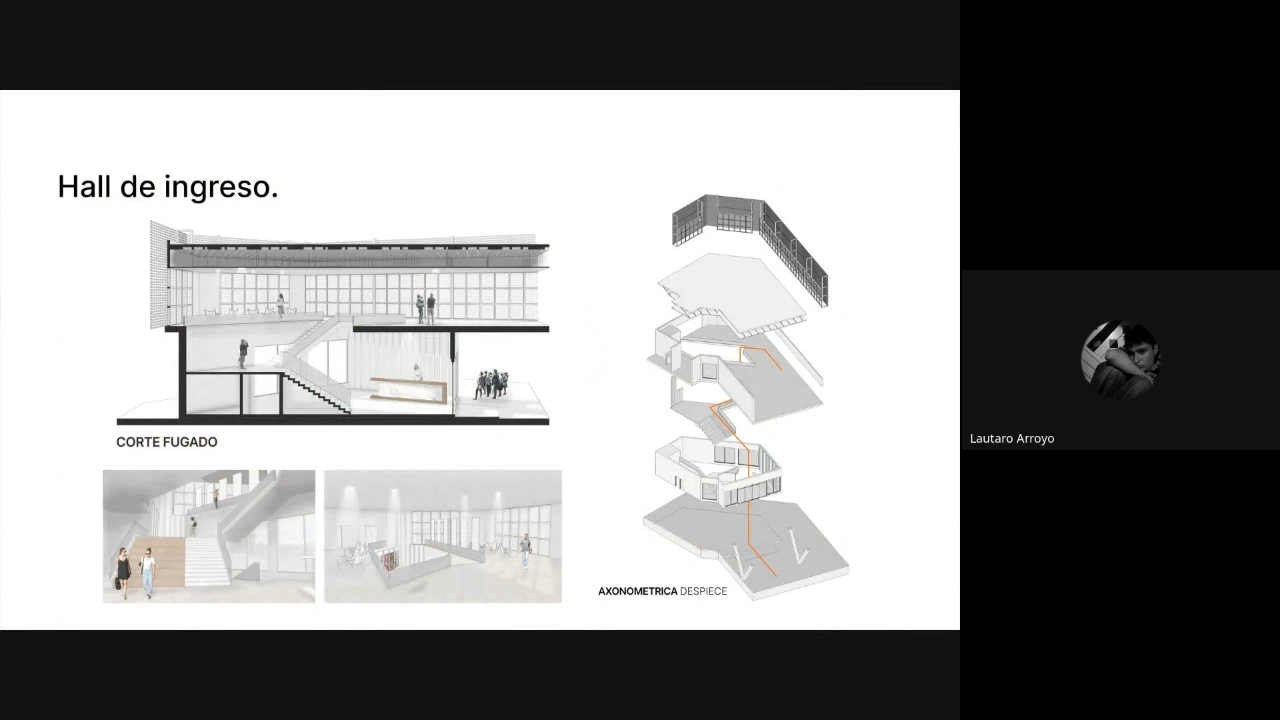 Hall de ingreso.
CORTE FUGADO
AXONOMETRICA DESPIECE
Lautaro Arroyo